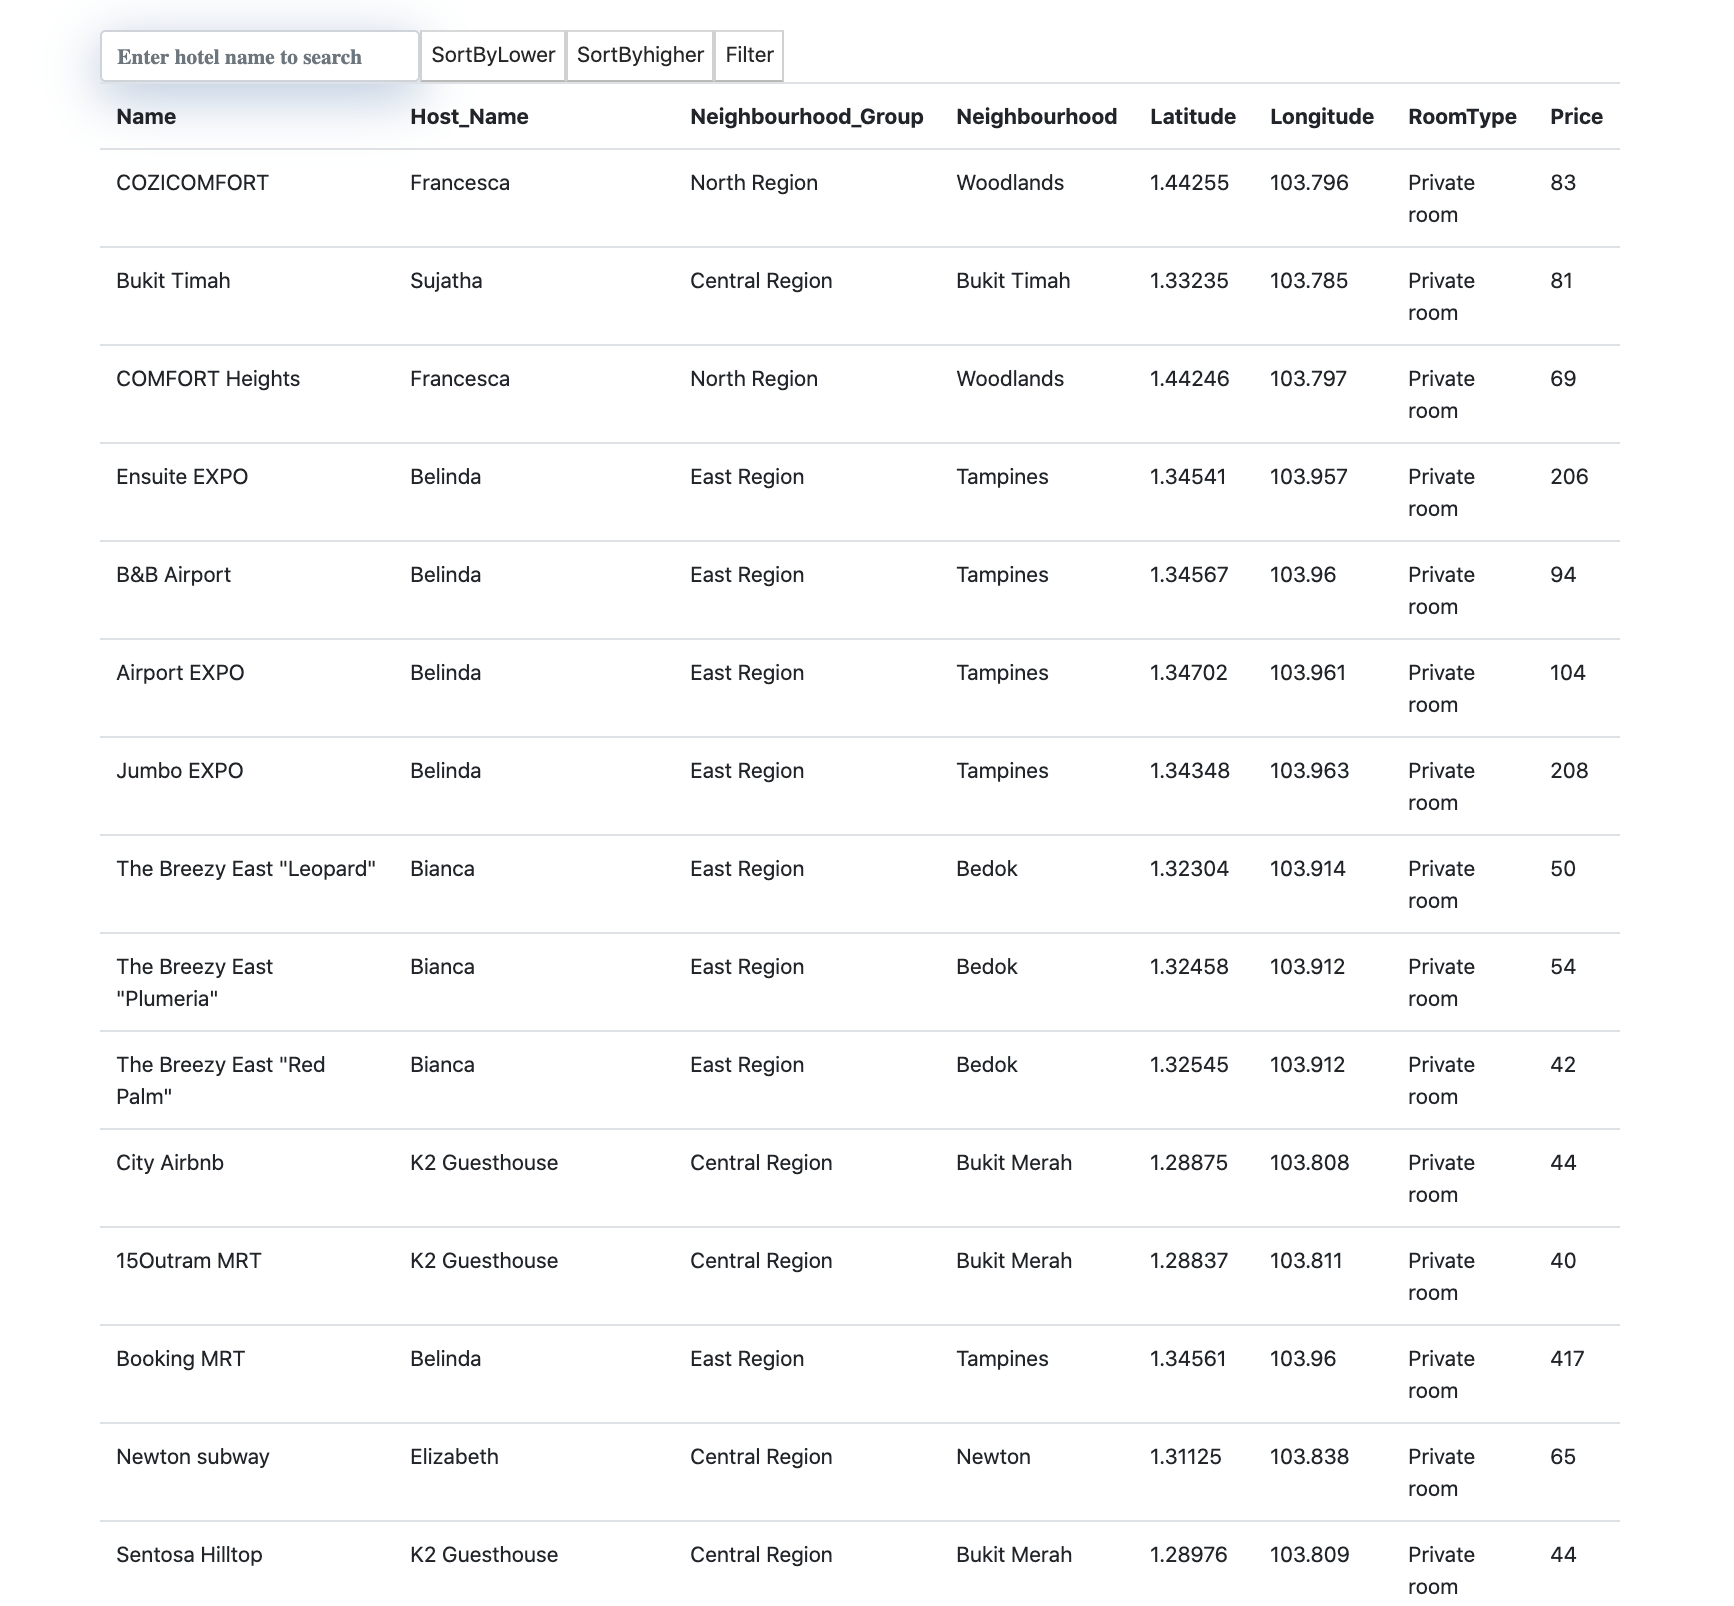 Enter hotel name to search SortByLower SortByhigher Filter
Name Host_Name Neighbourhood_Group Neighbourhood Latitude Longitude RoomType Price
COZICOMFORT Francesca North Region Woodlands 1.44255 103.796 Private 83
room
Bukit Timah Sujatha Central Region Bukit Timah 1.33235 103.785 Private 81
room
COMFORT Heights Francesca North Region Woodlands 1.44246 103.797 Private 69
room
Ensuite EXPO Belinda East Region Tampines 1.34541 103.957 Private 206
room
B&B Airport Belinda East Region Tampines 1.34567 103.96 Private 94
room
Airport EXPO Belinda East Region Tampines 1.34702 103.961 Private 104
room
Jumbo EXPO Belinda East Region Tampines 1.34348 103.963 Private 208
room
The Breezy East "Leopard" Bianca East Region Bedok 1.32304 103.914 Private 50
room
The Breezy East Bianca East Region Bedok 1.32458 103.912 Private 54
"Plumeria" room
The Breezy East "Red Bianca East Region Bedok 1.32545 103.912 Private 42
Palm" room
City Airbnb K2 Guesthouse Central Region Bukit Merah 1.28875 103.808 Private 44
room
15Outram MRT K2 Guesthouse Central Region Bukit Merah 1.28837 103.811 Private 40
room
Booking MRT Belinda East Region Tampines 1.34561 103.96 Private 417
room
Newton subway Elizabeth Central Region Newton 1.31125 103.838 Private 65
room
Sentosa Hilltop K2 Guesthouse Central Region Bukit Merah 1.28976 103.809 Private 44
room